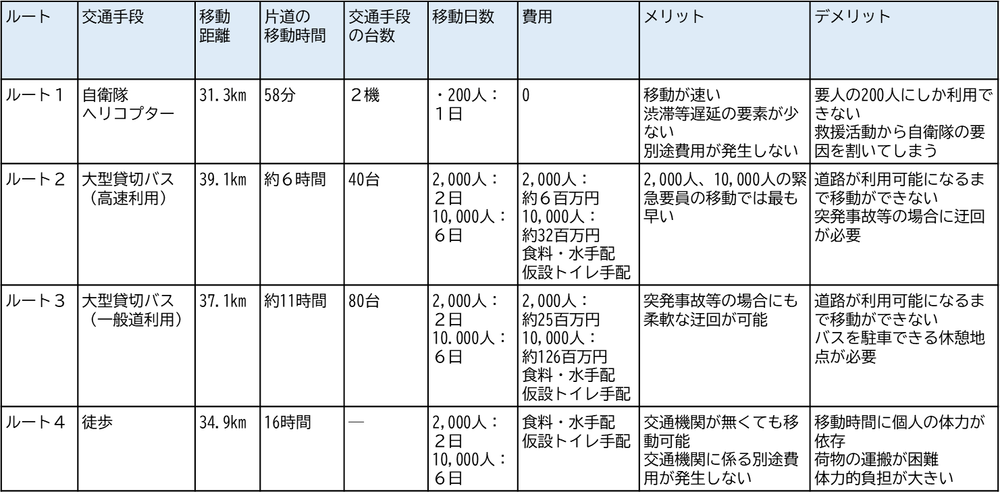 ルート
交通手段
移動
距離
片道の
移動時間
交通手段
の台数
移動日数
費用
メリット
デメリット
ルート１
自衛隊
ヘリコプター
31.3km
58分
２機
・200人：
１日
0
移動が速い
渋滞等遅延の要素が少
ない
別途費用が発生しない
要人の200人にしか利用で
きない
救援活動から自衛隊の要
因を割いてしまう
ルート２
大型貸切バス
（高速利用）
39.1km
約６時間
40台
2,000人：
２日
10,000人：
６日
2,000人：
約６百万円
10,000人：
約32百万円
食料・水手配
仮設トイレ手配
2,000人、10,000人の緊
急要員の移動では最も
早い
道路が利用可能になるま
で移動ができない
突発事故等の場合に迂回
が必要
ルート３
大型貸切バス
（一般道利用）
37.1km
約11時間
80台
2,000人：
２日
10.000人：
６日
2,000人：
約25百万円
10,000人：
約126百万円
食料・水手配
仮設トイレ手配
突発事故等の場合にも
柔軟な迂回が可能
道路が利用可能になるま
で移動ができない
バスを駐車できる休憩地
点が必要
ルート４
徒歩
34.9km
16時間
―
2,000人：
２日
10,000人：
６日
食料・水手配
仮設トイレ手配
交通機関が無くても移
動可能
交通機関に係る別途費
用が発生しない
移動時間に個人の体力が
依存
荷物の運搬が困難
体力的負担が大きい